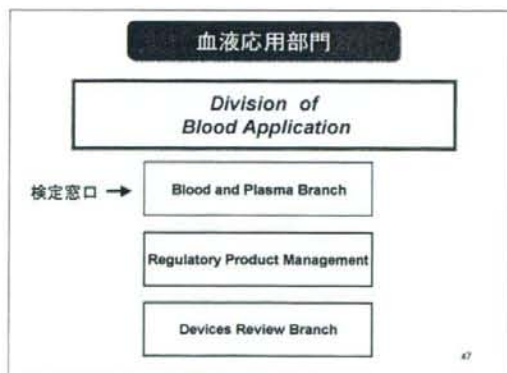 血液応用部門
Division of
Blood Application
検定窓口 → Blood and Plasma Branch
Regulatory Product Management
Devices Review Branch
47